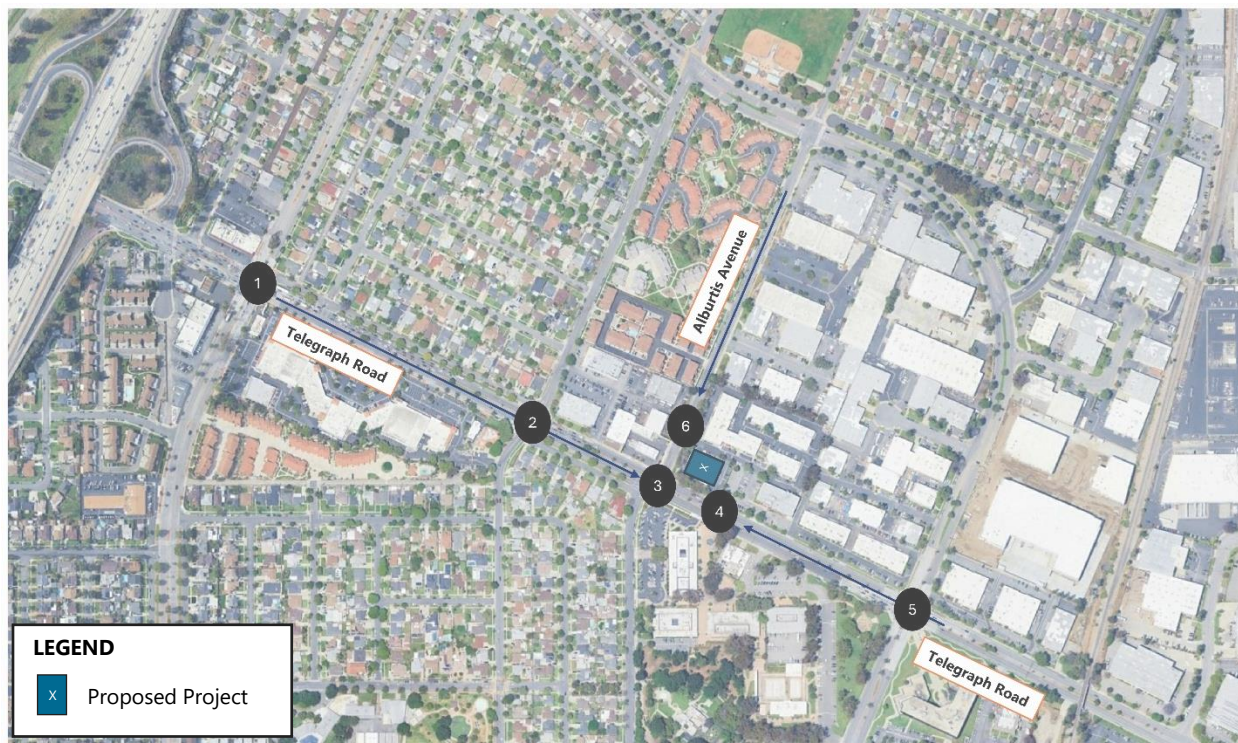 Alburtis Avenue
1
Telegraph Road
2
6
X
3
4
5
Telegraph Road
LEGEND
X Proposed Project